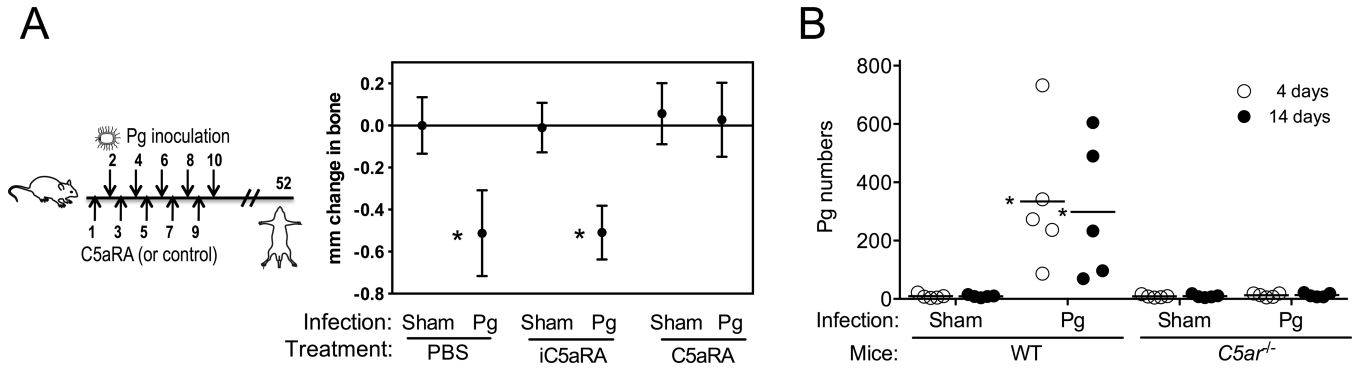 A
Pg inoculation
2 4 6 8 10
52
1 3 5 7 9
C5aRA (or control)
mm change in bone
0.2
0.0
-0.2
-0.4
-0.6
-0.8
*
*
Infection: Sham Pg Sham Pg Sham Pg
Treatment: PBS iC5aRA C5aRA
B
Pg numbers
800
600
400
200
0
4 days
14 days
*
*
Infection: Sham Pg Sham Pg
Mice: WT C5ar-/-